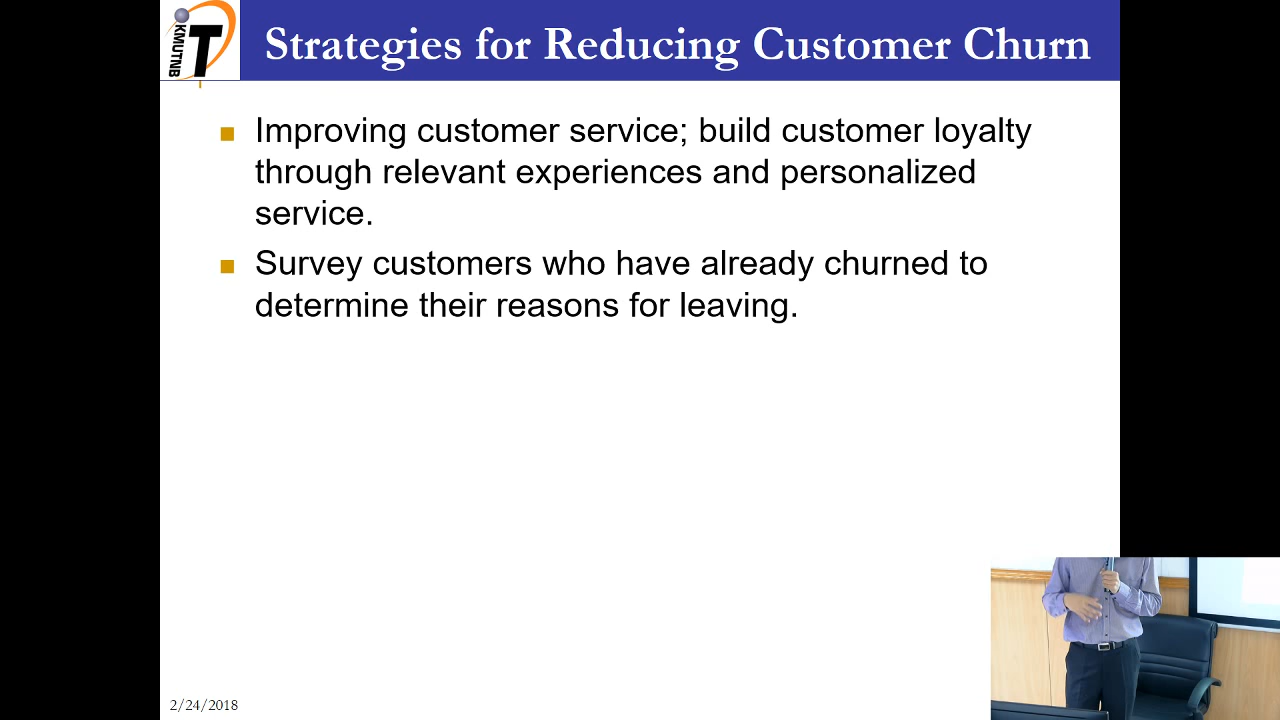 KMUTNB
iT
Strategies for Reducing Customer Churn
Improving customer service; build customer loyalty
through relevant experiences and personalized
service.
Survey customers who have already churned to
determine their reasons for leaving.
2/24/2018